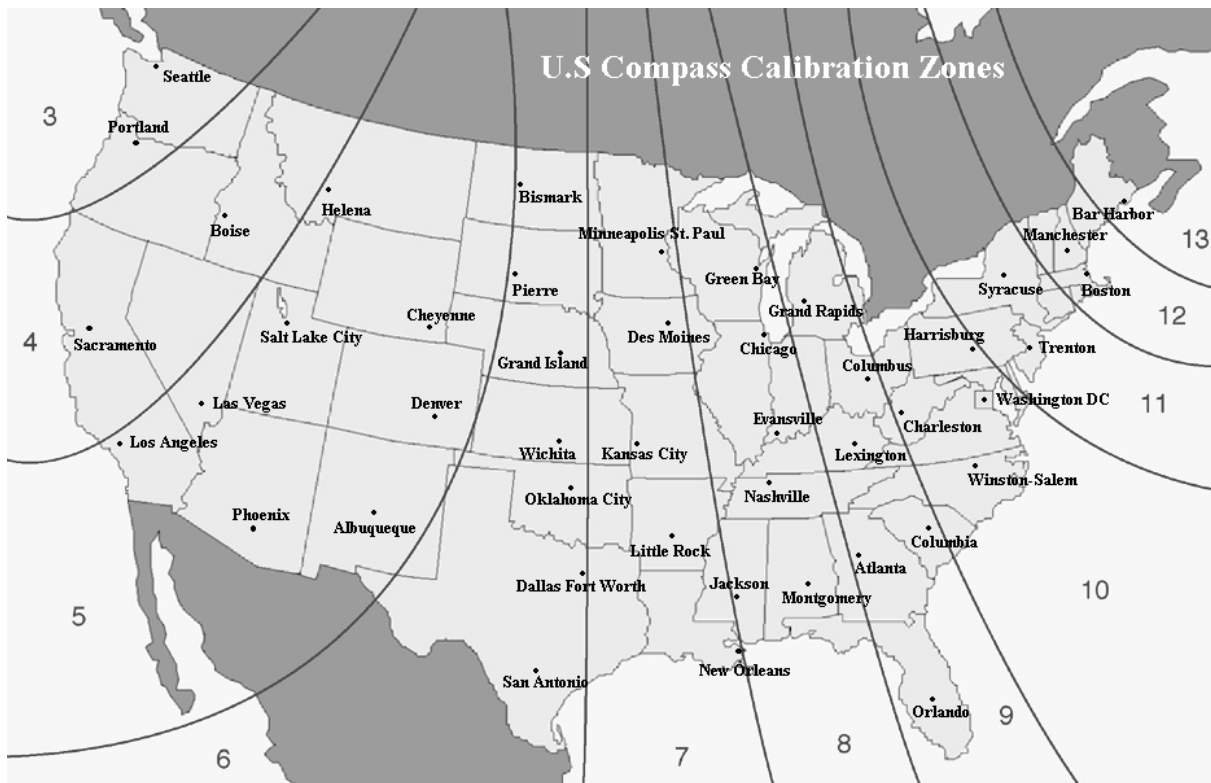 U.S Compass Calibration Zones
Seattle
3
Portland
Bismark
Helena
Bar Harbor
Boise
Minneapolis St. Paul
Manchester
13
Green Bay
Pierre
Syracuse
Boston
Grand Rapids
12
Cheyenne
4
Sacramento
Salt Lake City
Des Moines
Chicago
Harrisburg
Trenton
Grand Island
Columbus
Las Vegas
Denver
Washington DC
11
Evansville
Charleston
Los Angeles
Wichita
Kansas City
Lexington
Winston-Salem
Oklahoma City
Nashville
Phoenix
Albuqueque
Columbia
Little Rock
Atlanta
Dallas Fort Worth
Jackson
Montgomery
10
5
New Orleans
San Antonio
Orlando
9
8
7
6